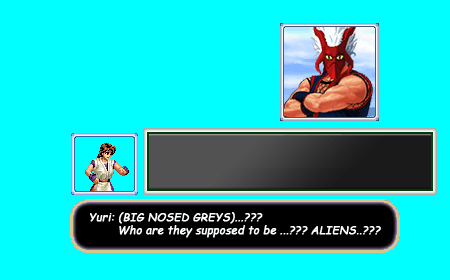 Yuri: (BIG NOSED GREYS)...???
Who are they supposed to be ...??? ALIENS..???